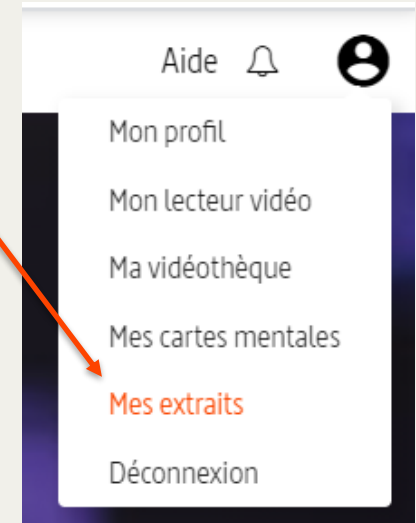 Aide
Mon profil
Mon lecteur vidéo
Ma vidéothèque
Mes cartes mentales
Mes extraits
Déconnexion